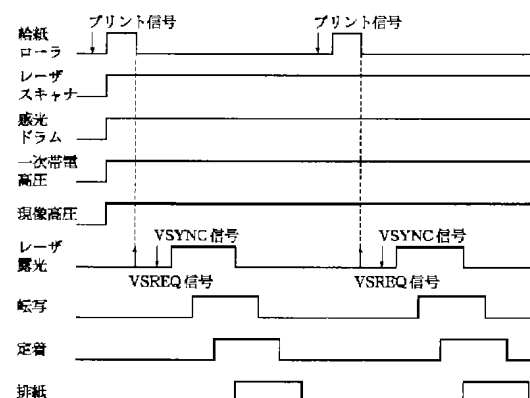 プリント信号
プリント信号
給紙
ローラ
レーザ
スキャナ
感光
ドラム
一次帯電
高圧
現像高圧
レーザ
露光
VSYNC信号
VSYNC信号
VSREQ信号
VSREQ信号
転写
定着
排紙